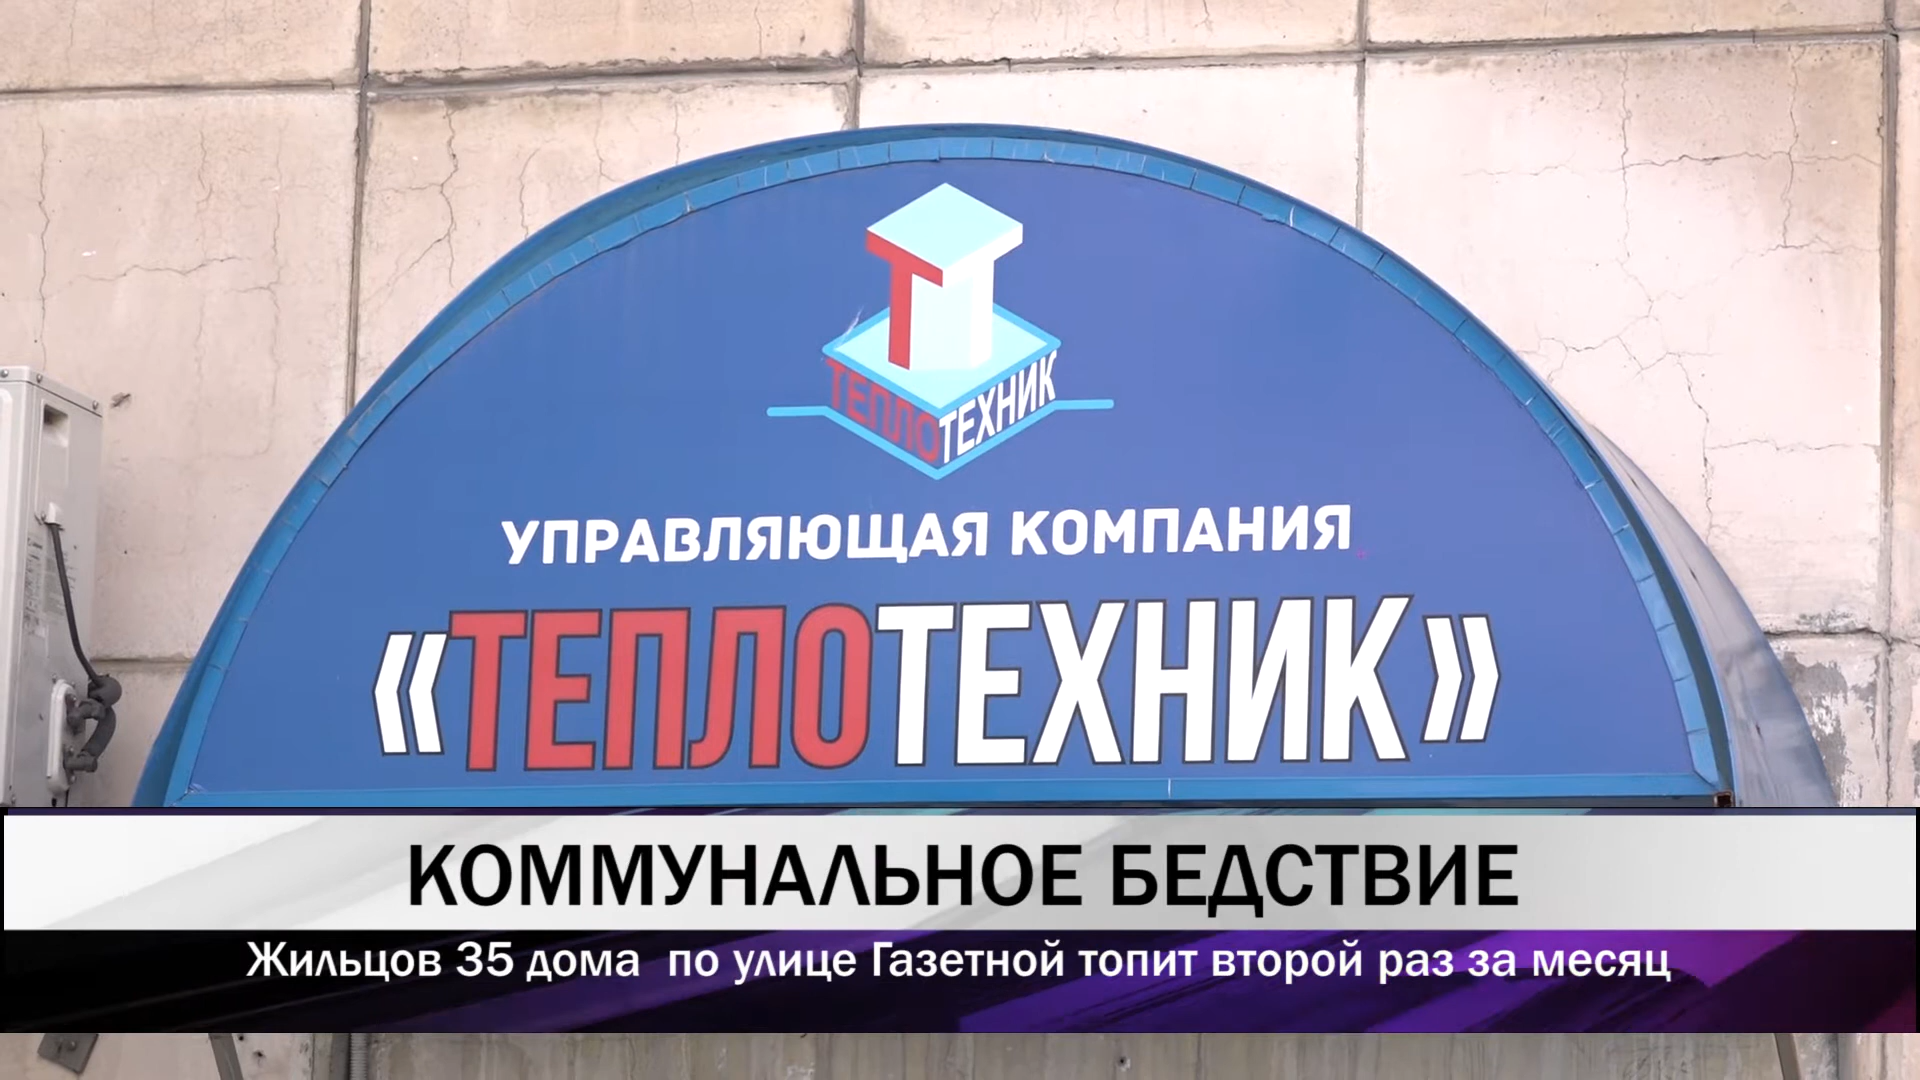 ТЕПЛОТЕХНИК
УПРАВЛЯЮЩАЯ КОМПАНИЯ
«ТЕПЛОТЕХНИК»
КОММУНАЛЬНОЕ БЕДСТВИЕ
Жильцов 35 дома по улице Газетной топит второй раз за месяц